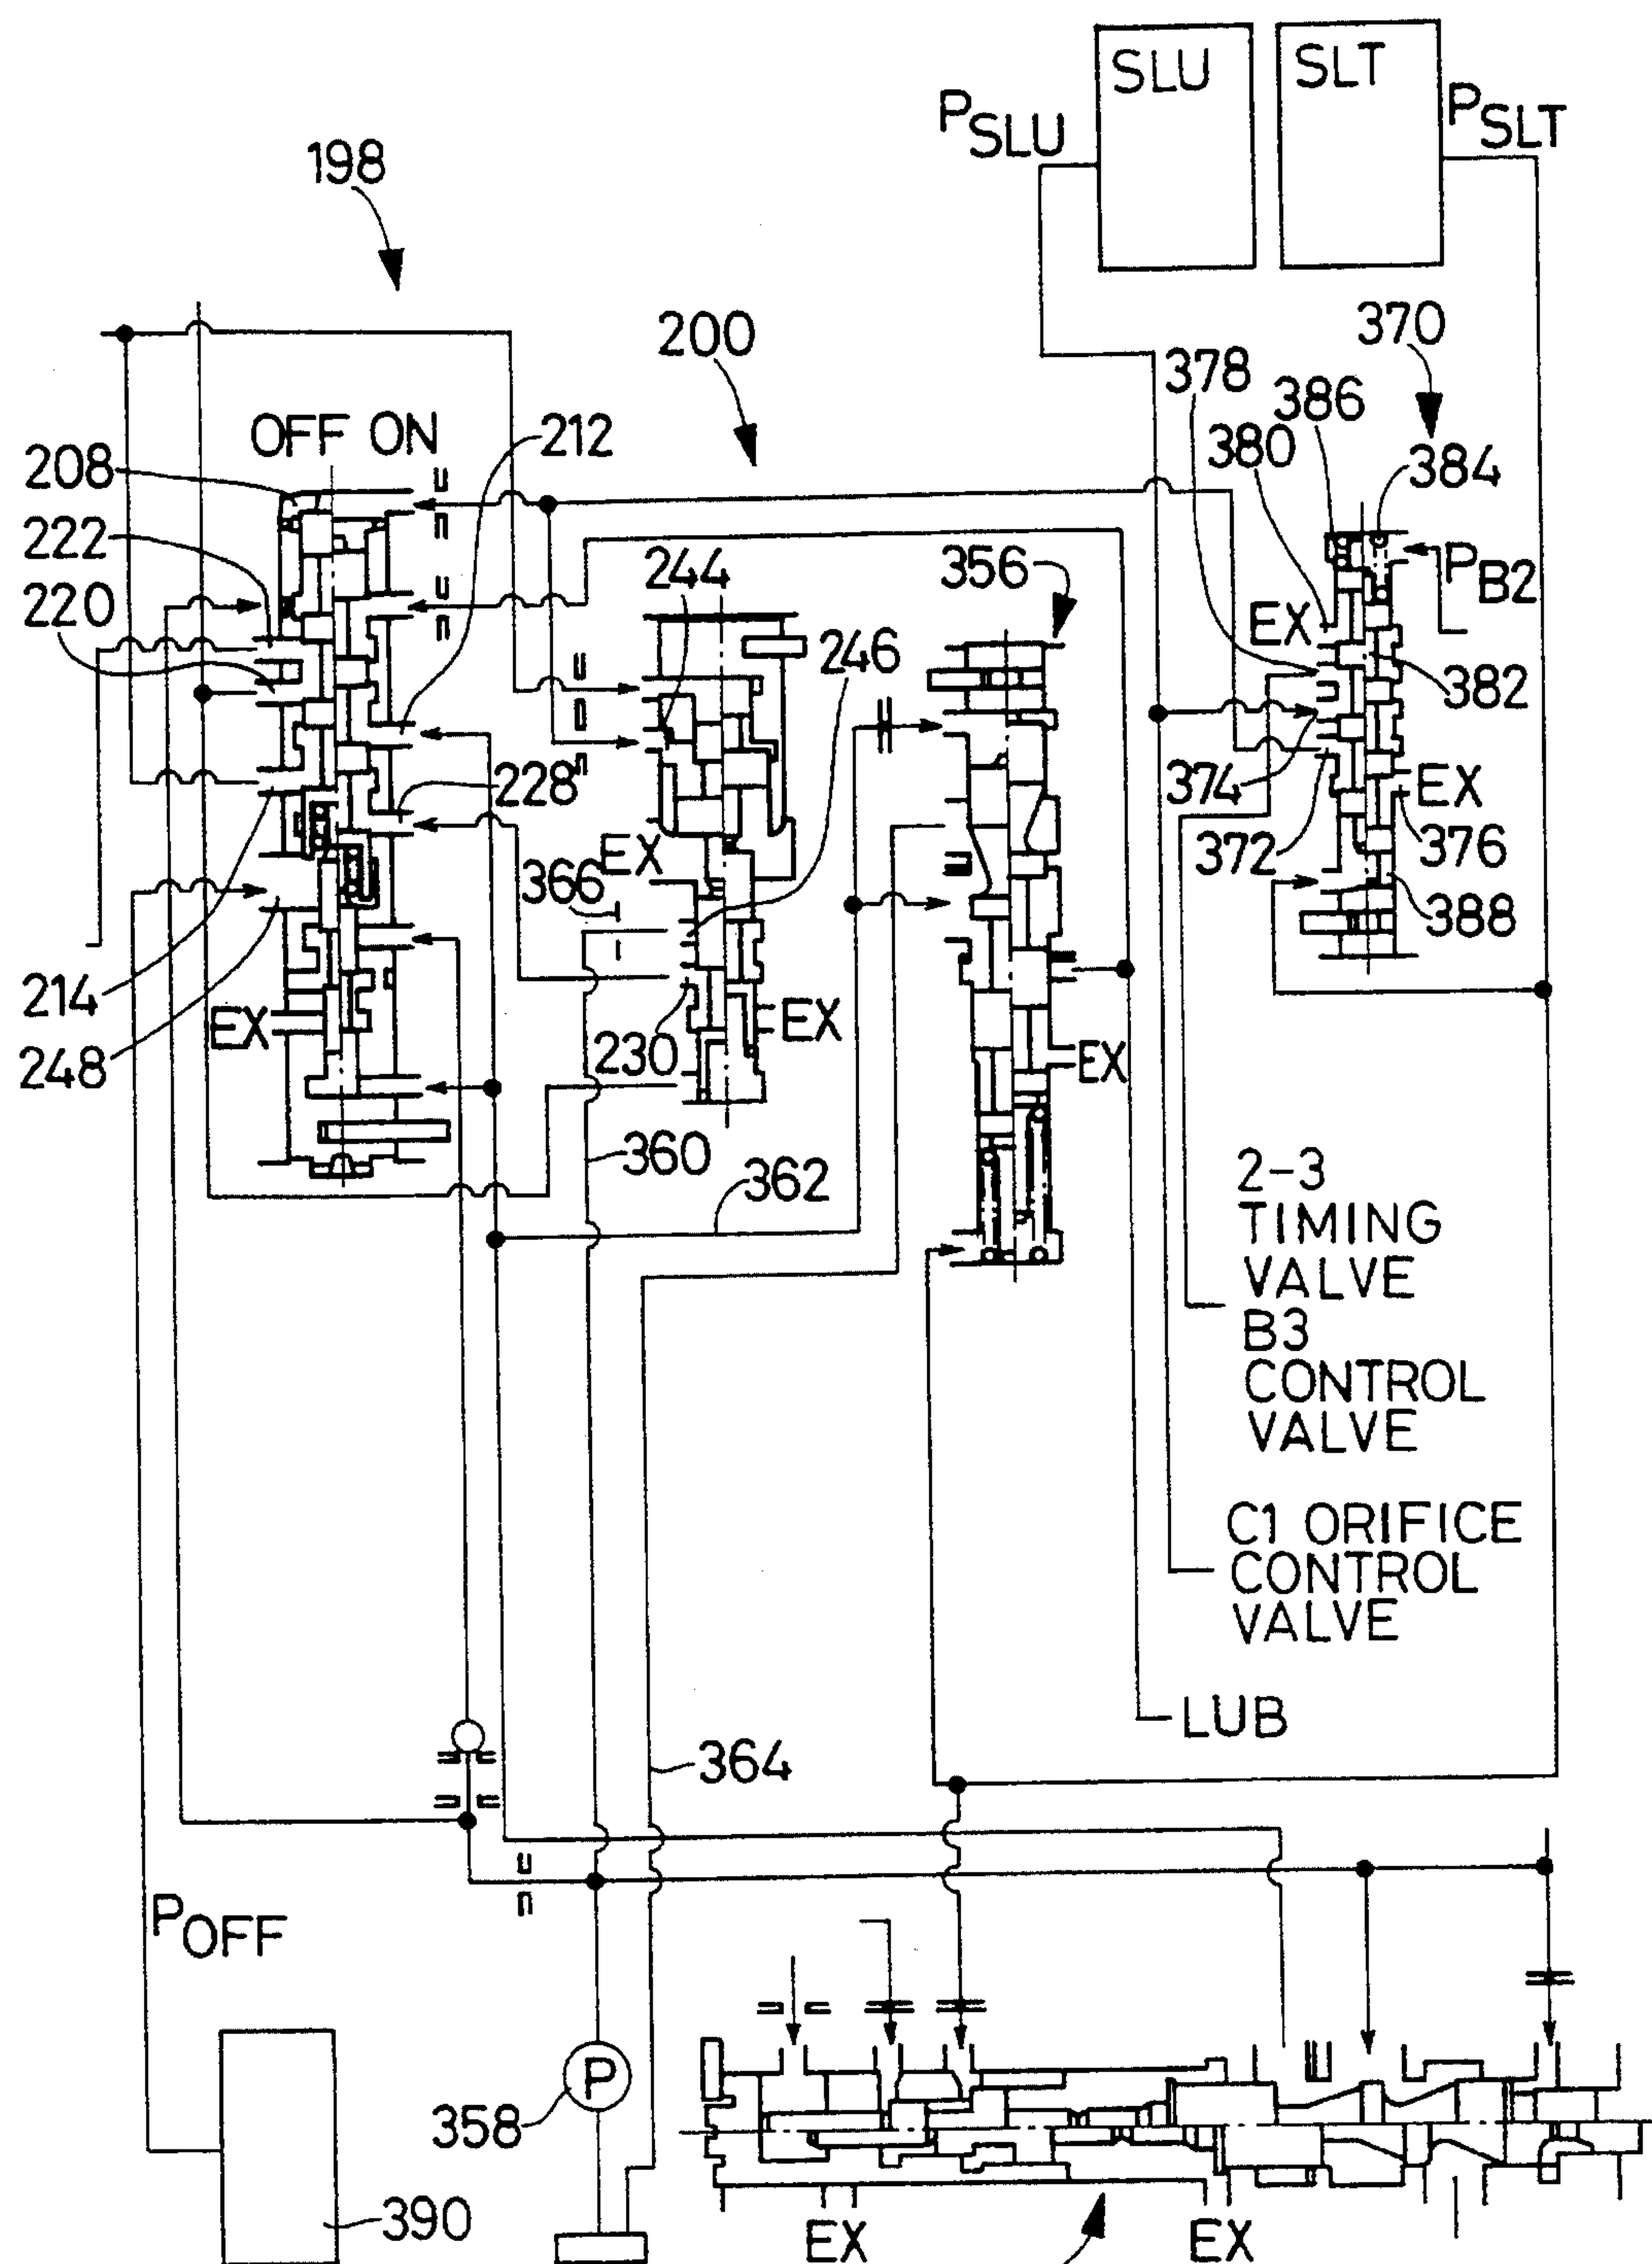 SLU
SLT
PSLU
PSLT
198
200
370
378
386
380
384
OFF ON
212
208
222
220
244
356
246
EX
PB2
382
374
EX
228
372
376
EX
366
388
214
EX
248
EX
230
EX
360
362
2-3
TIMING
VALVE
B3
CONTROL
VALVE
C1 ORIFICE
CONTROL
VALVE
LUB
364
POFF
P
358
390
EX
EX